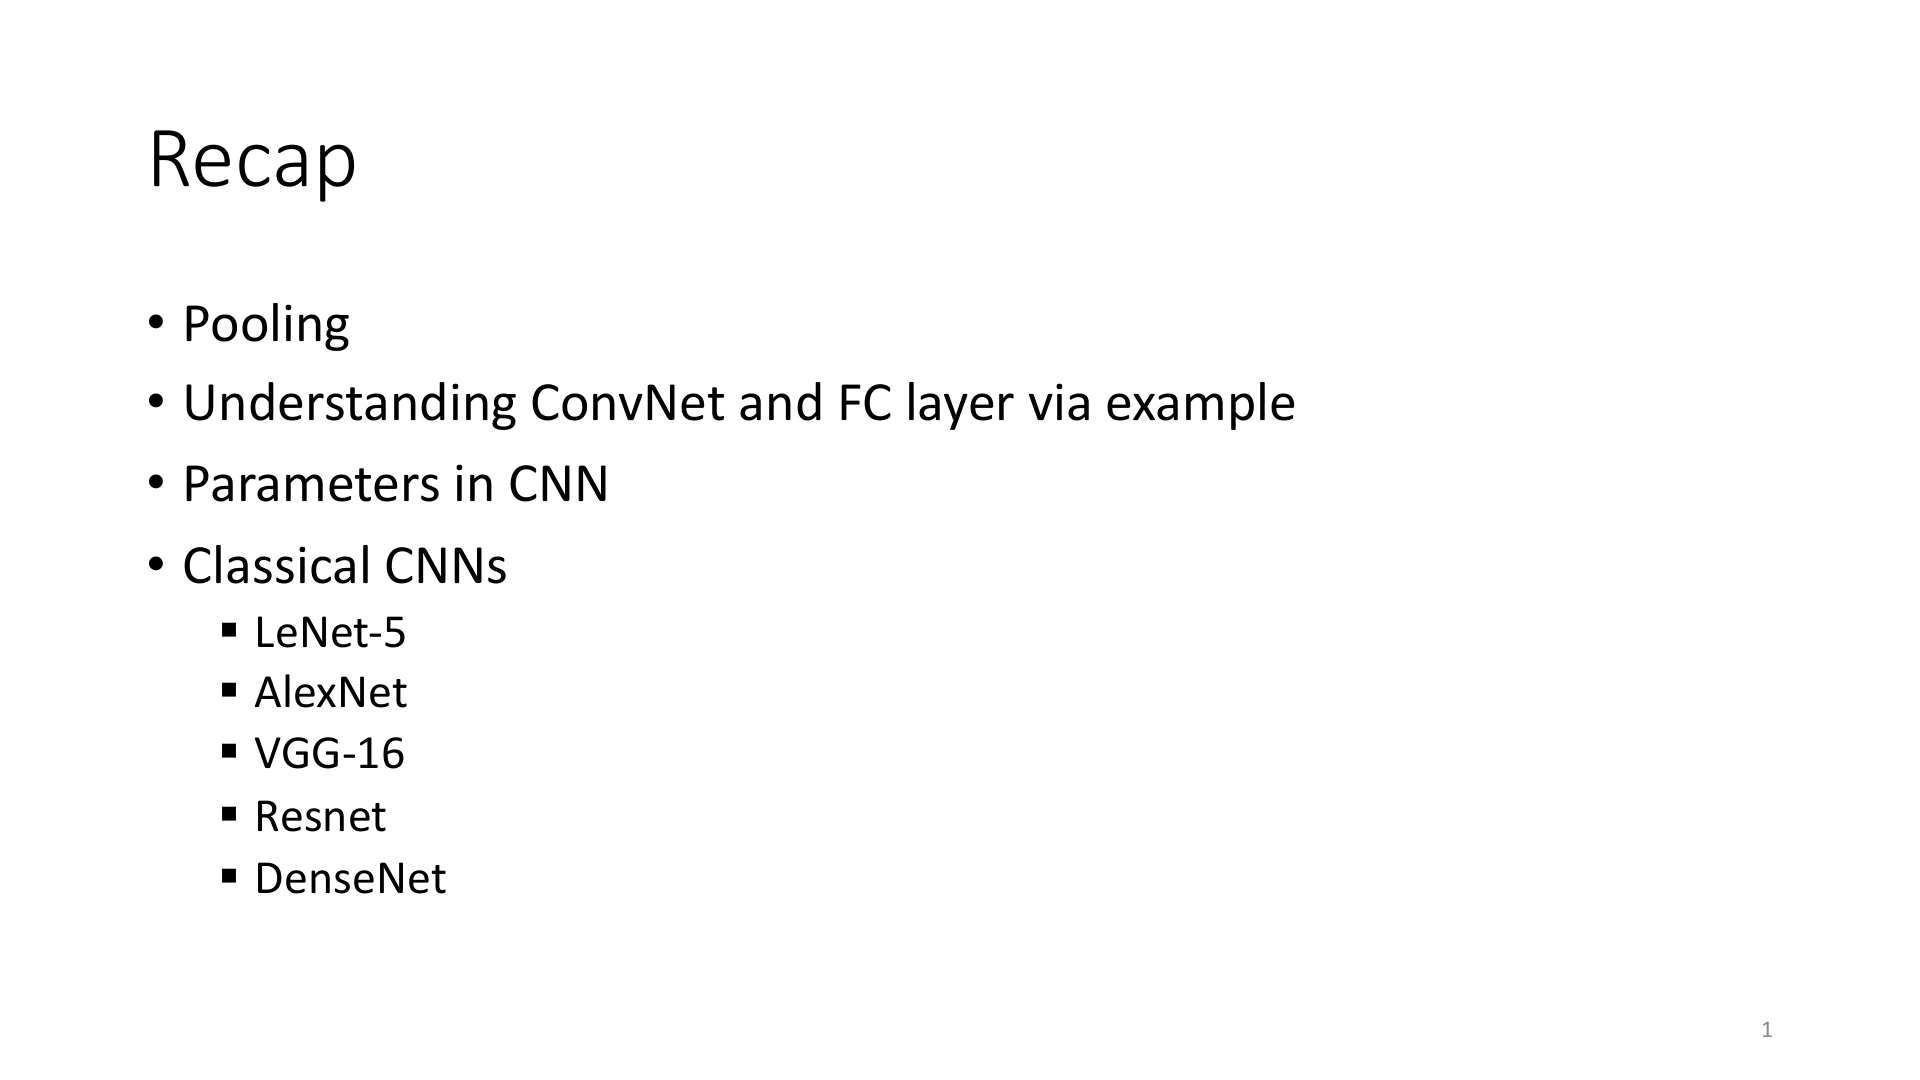 Recap
• Pooling
• Understanding ConvNet and FC layer via example
• Parameters in CNN
• Classical CNNs
▪ LeNet-5
▪ AlexNet
▪ VGG-16
▪ Resnet
▪ DenseNet
1